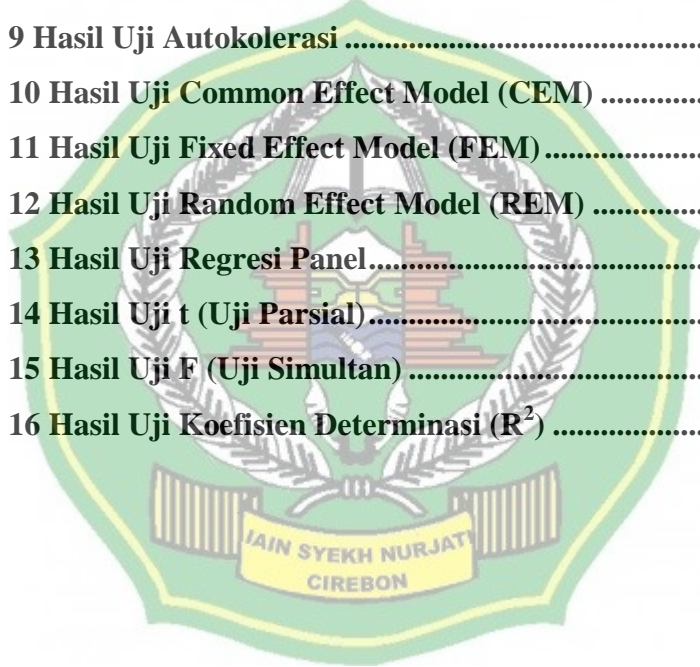 9 Hasil Uji Autokolerasi ..........................................
10 Hasil Uji Common Effect Model (CEM) .............
11 Hasil Uji Fixed Effect Model (FEM) ....................
12 Hasil Uji Random Effect Model (REM) ..............
13 Hasil Uji Regresi Panel..........................................
14 Hasil Uji t (Uji Parsial) ..........................................
15 Hasil Uji F (Uji Simultan) .....................................
16 Hasil Uji Koefisien Determinasi (R²) ...................
IAIN SYEKH NURJATI
CIREBON